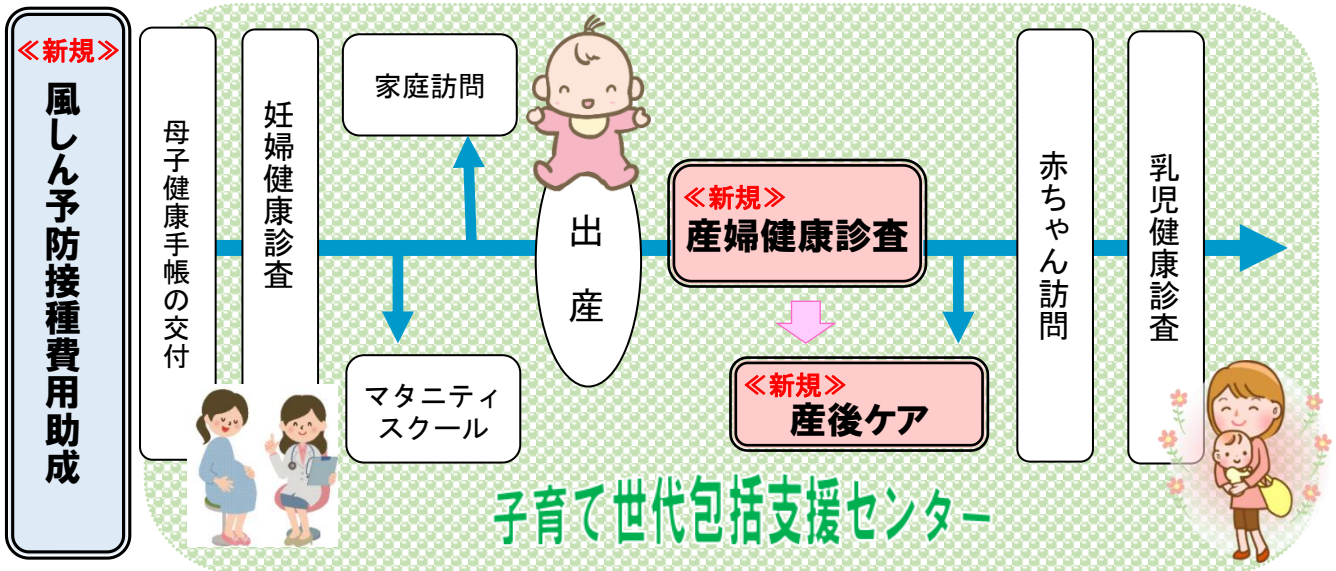 ≪新規≫
風しん予防接種費用助成
母子健康手帳の交付
妊婦健康診査
家庭訪問
マタニティ
スクール
出産
≪新規≫
産婦健康診査
≪新規≫
産後ケア
赤ちゃん訪問
乳児健康診査
子育て世代包括支援センター